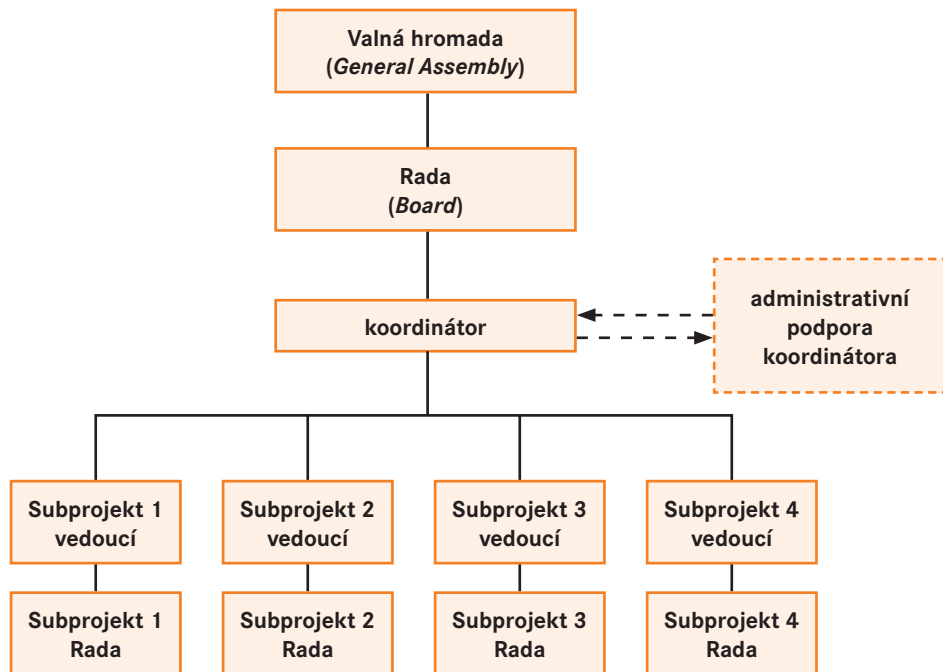 Valná hromada
(General Assembly)
Rada
(Board)
koordinátor
administrativní
podpora
koordinátora
Subprojekt 1
vedoucí
Subprojekt 2
vedoucí
Subprojekt 3
vedoucí
Subprojekt 4
vedoucí
Subprojekt 1
Rada
Subprojekt 2
Rada
Subprojekt 3
Rada
Subprojekt 4
Rada